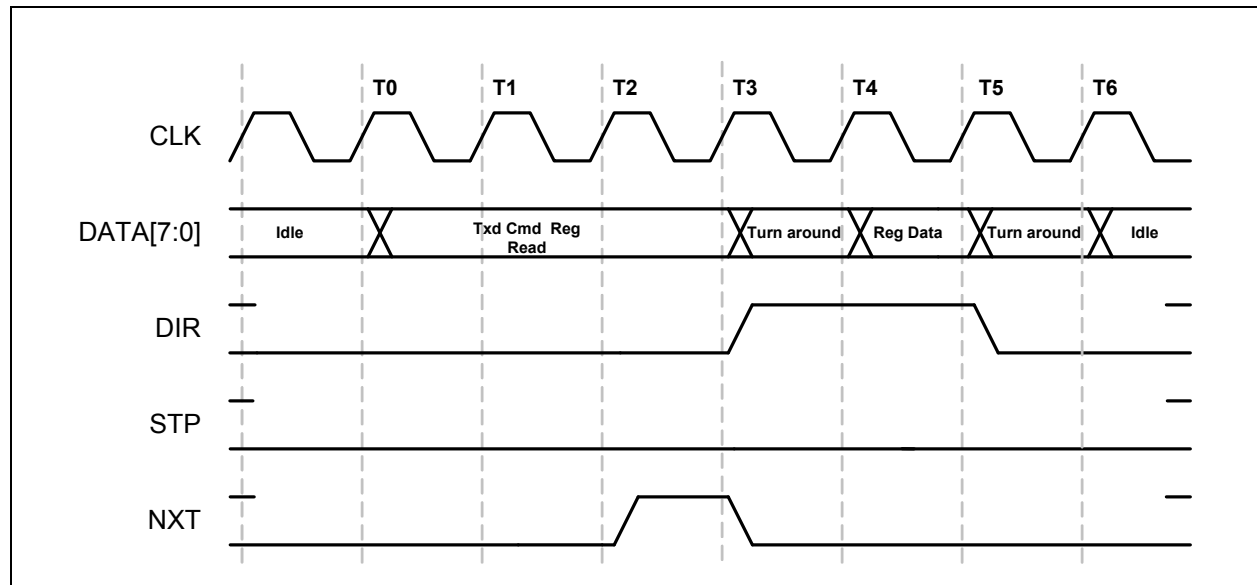 T0 T1 T2 T3 T4 T5 T6
CLK
DATA[7:0] Idle Txd Cmd Reg Turn around Reg Data Turn around Idle
Read
DIR
STP
NXT